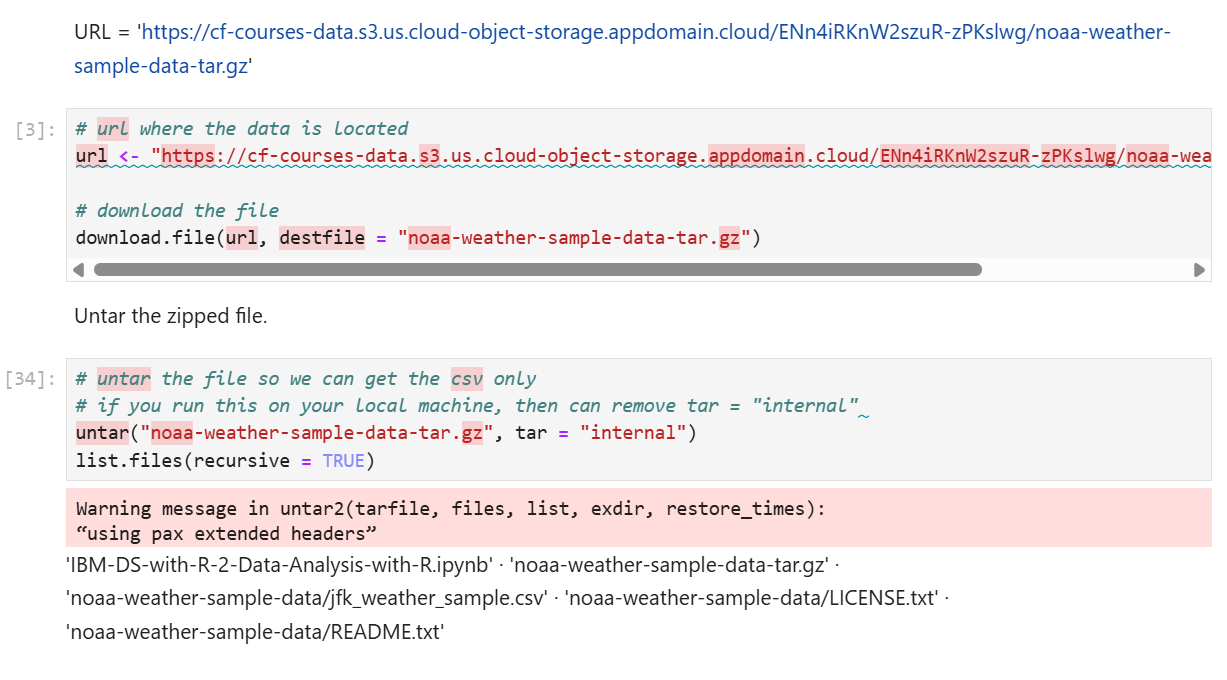 URL = 'https://cf-courses-data.s3.us.cloud-object-storage.appdomain.cloud/ENn4iRKnW2szuR-zPKslwg/noaa-weather-
sample-data-tar.gz'
[3]:
# url where the data is located
url <- "https://cf-courses-data.s3.us.cloud-object-storage.appdomain.cloud/ENn4iRKnW2szuR-zPKslwg/noaa-wea
# download the file
download.file(url, destfile = "noaa-weather-sample-data-tar.gz")
Untar the zipped file.
[34]:
# untar the file so we can get the csv only
# if you run this on your local machine, then can remove tar = "internal"
untar("noaa-weather-sample-data-tar.gz", tar = "internal")
list.files(recursive = TRUE)
Warning message in untar2(tarfile, files, list, exdir, restore_times):
“using pax extended headers”
'IBM-DS-with-R-2-Data-Analysis-with-R.ipynb' · 'noaa-weather-sample-data-tar.gz' ·
'noaa-weather-sample-data/jfk_weather_sample.csv' · 'noaa-weather-sample-data/LICENSE.txt' ·
'noaa-weather-sample-data/README.txt'